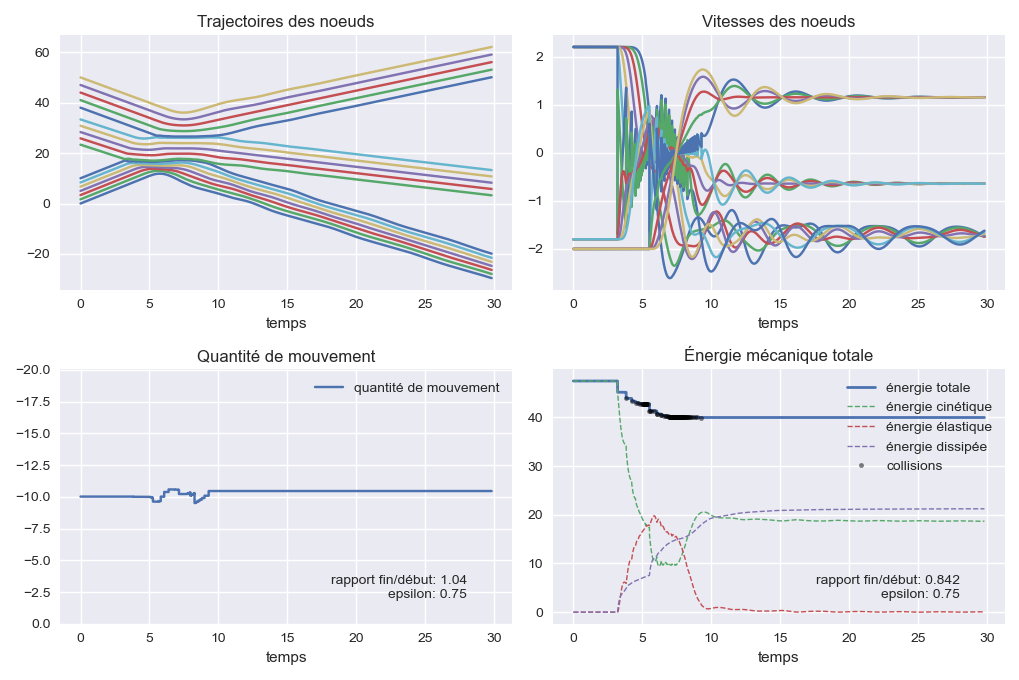 Trajectoires des noeuds
60
40
20
0
−20
0
5
10
15
20
25
30
temps
Vitesses des noeuds
2
1
0
−1
−2
0
5
10
15
20
25
30
temps
Quantité de mouvement
−20.0
−17.5
−15.0
−12.5
−10.0
−7.5
−5.0
−2.5
0.0
quantité de mouvement
rapport fin/début: 1.04
epsilon: 0.75
0
5
10
15
20
25
30
temps
Énergie mécanique totale
40
30
20
10
0
énergie totale
énergie cinétique
énergie élastique
énergie dissipée
collisions
rapport fin/début: 0.842
epsilon: 0.75
0
5
10
15
20
25
30
temps